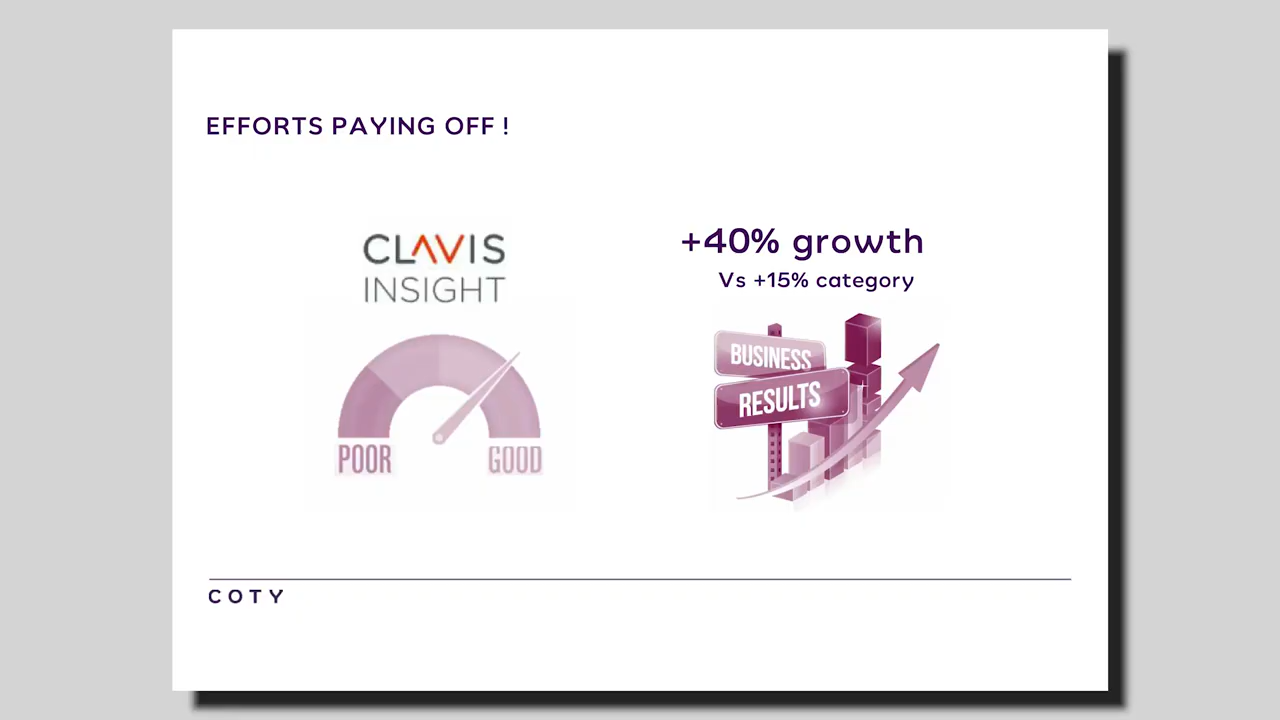 EFFORTS PAYING OFF !
CLAVIS
INSIGHT
POOR
GOOD
+40% growth
Vs +15% category
BUSINESS
RESULTS
COTY